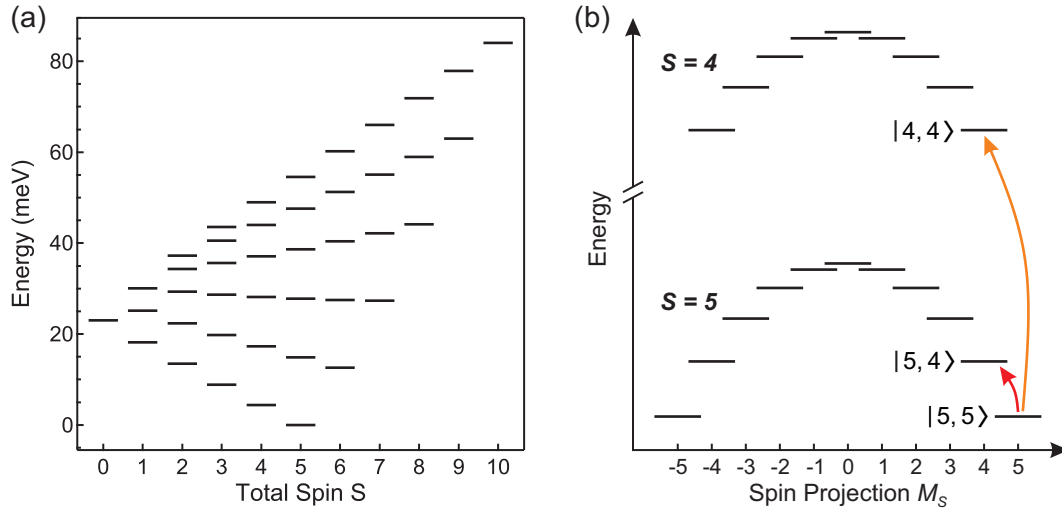 (a)
Energy (meV)
80
60
40
20
0
0 1 2 3 4 5 6 7 8 9 10
Total Spin S
(b)
Energy
S = 4
|4,4⟩
S = 5
|5,4⟩
|5,5⟩
-5 -4 -3 -2 -1 0 1 2 3 4 5
Spin Projection Ms